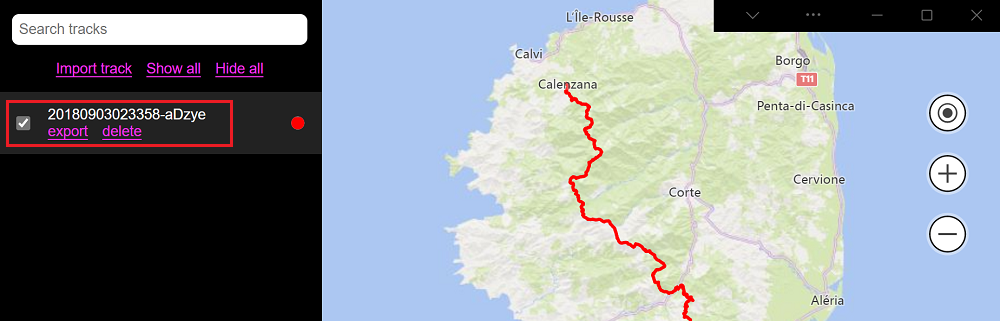 Search tracks
Import track Show all Hide all
20180903023358-aDzye
export delete
L'Île-Rousse
Calvi
Calenzana
Borgo
T11
Penta-di-Casinca
Corte
Cervione
Aléria